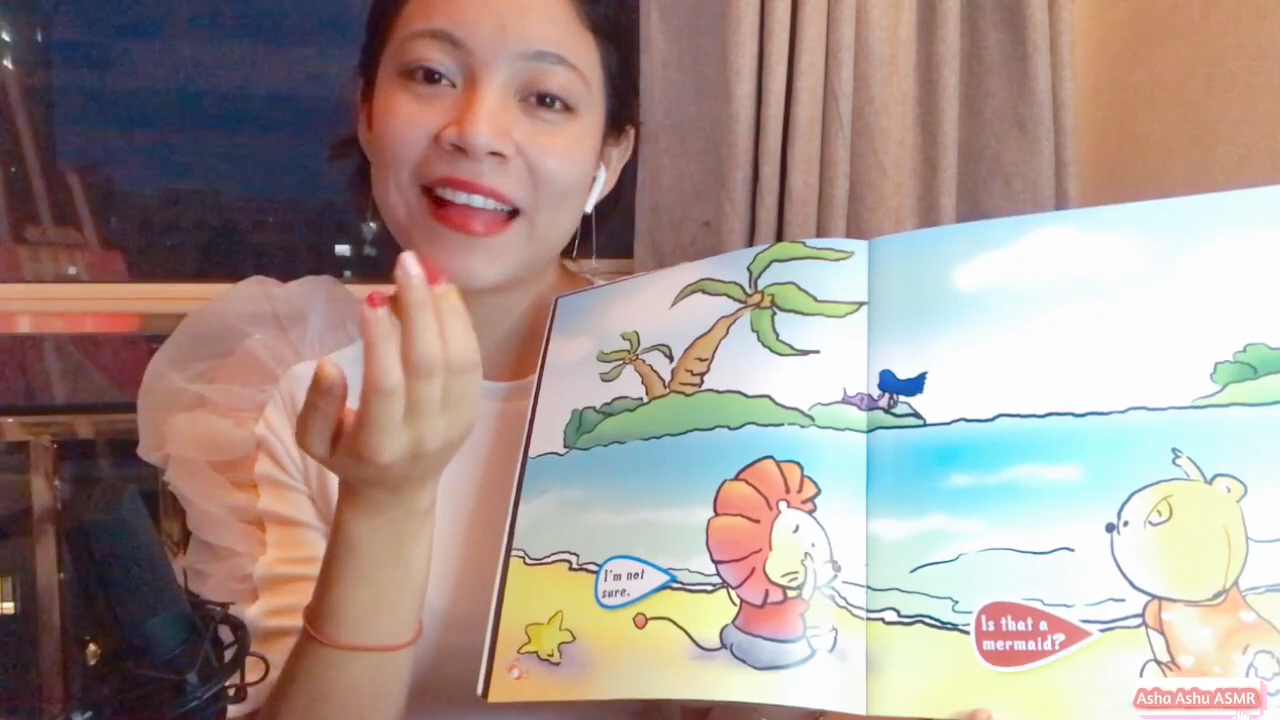 I'm not
sure.
Is that a
mermaid?
Asha Ashu ASMR